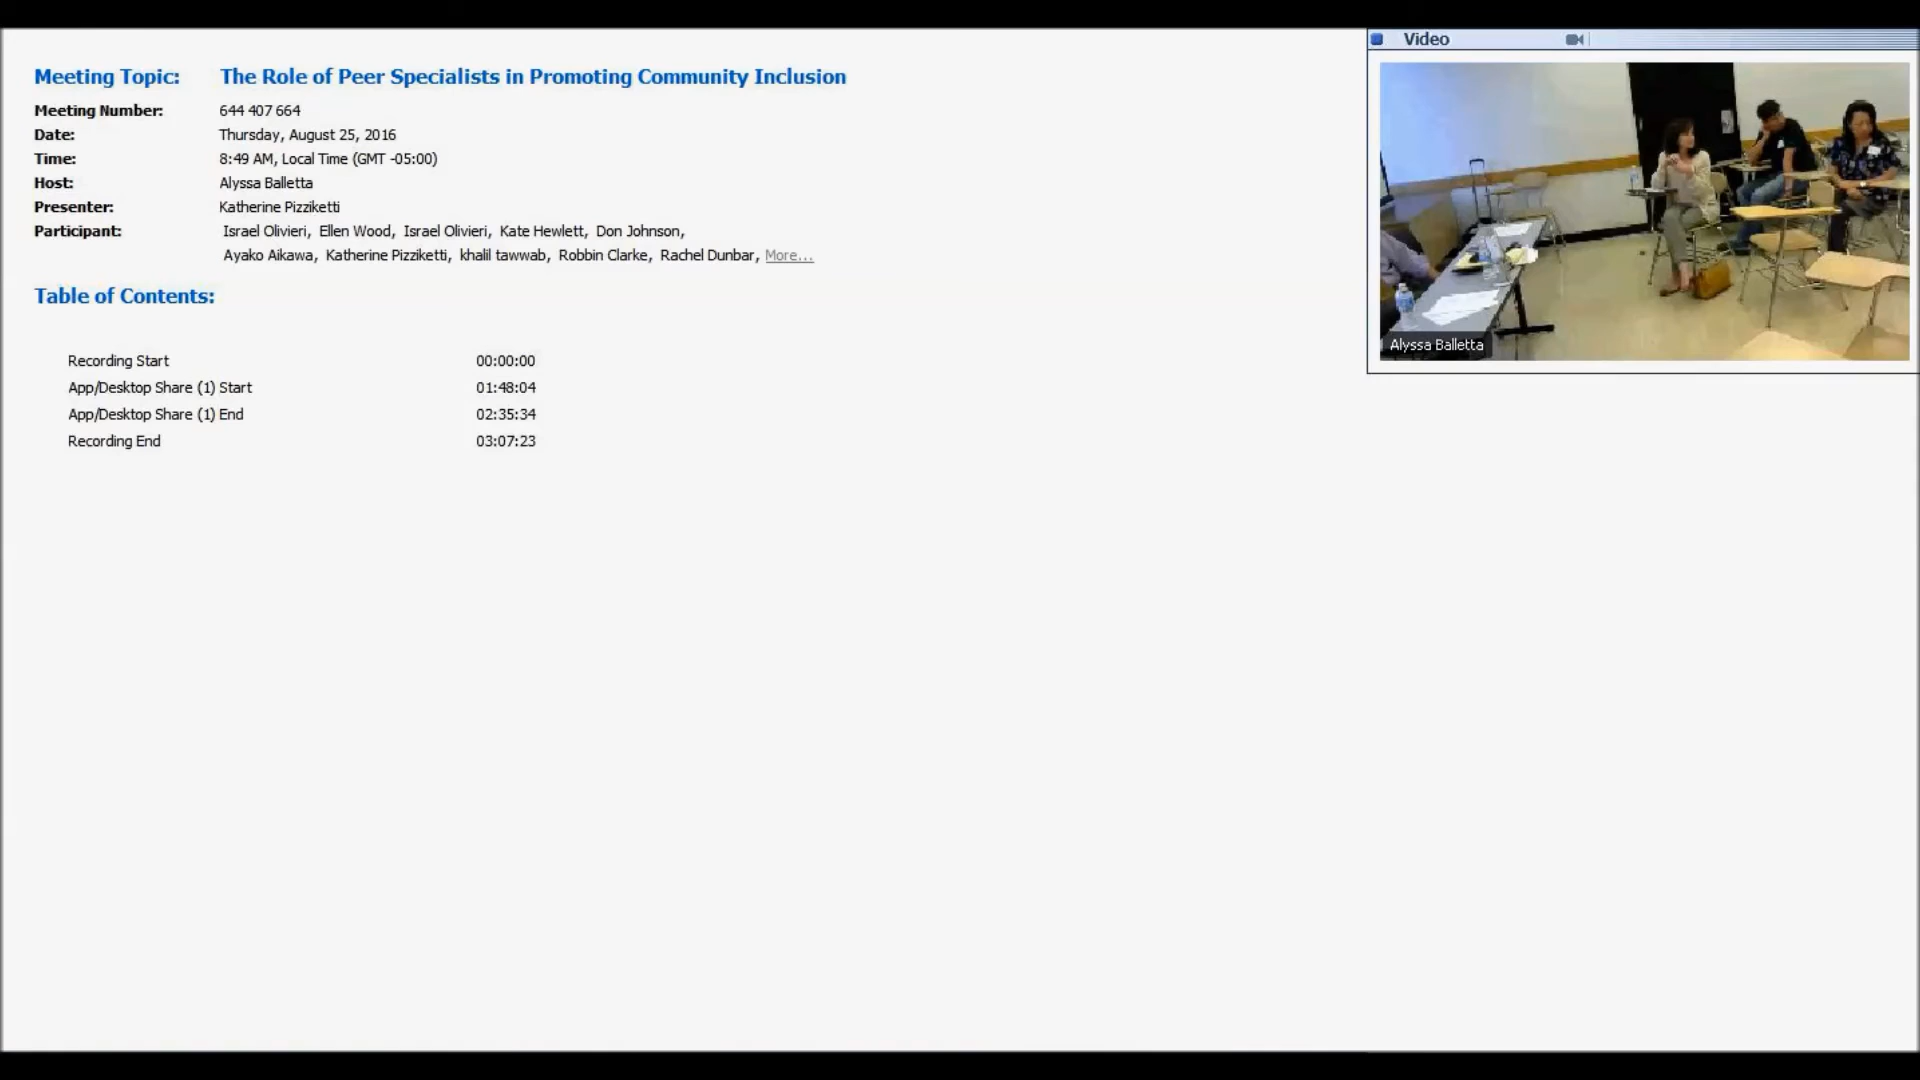 Meeting Topic: The Role of Peer Specialists in Promoting Community Inclusion
Meeting Number: 644 407 664
Date: Thursday, August 25, 2016
Time: 8:49 AM, Local Time (GMT -05:00)
Host: Alyssa Balletta
Presenter: Katherine Pizziketti
Participant: Israel Olivieri, Ellen Wood, Israel Olivieri, Kate Hewlett, Don Johnson,
Ayako Aikawa, Katherine Pizziketti, khalil tawwab, Robbin Clarke, Rachel Dunbar, More...
Table of Contents:
Recording Start 00:00:00
App/Desktop Share (1) Start 01:48:04
App/Desktop Share (1) End 02:35:34
Recording End 03:07:23
Video
Alyssa Balletta